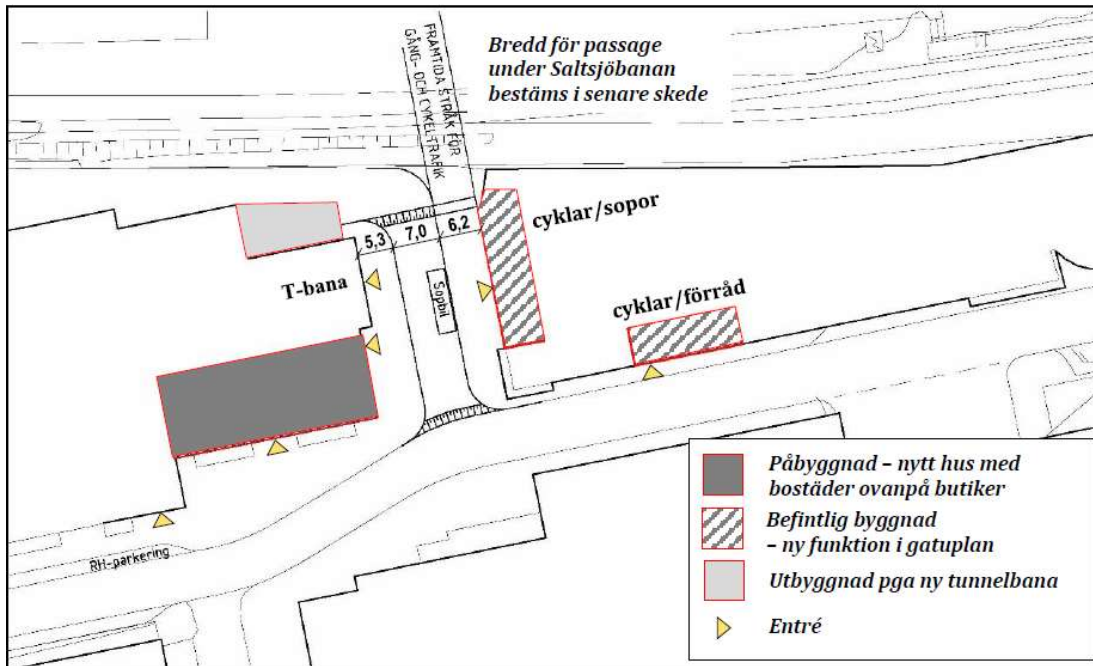 FRAMTIDA STRÅK FÖR
GÅNG- OCH CYKELTRAFIK
Bredd för passage
under Saltsjöbanan
bestäms i senare skede
5,3
7,0
6,2
cyklar/sopor
T-bana
Sopbil
cyklar/förråd
RH-parkering
Påbyggnad – nytt hus med
bostäder ovanpå butiker
Befintlig byggnad
– ny funktion i gatuplan
Utbyggnad pga ny tunnelbana
Entré